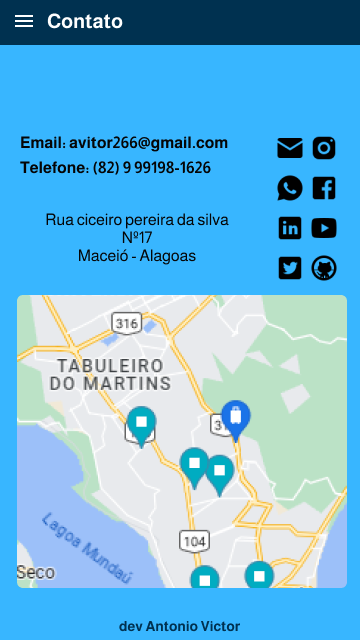 Contato
Email: avitor266@gmail.com
Telefone: (82) 9 99198-1626
Rua ciceiro pereira da silva
Nº17
Maceió - Alagoas
316
TABULEIRO
DO MARTINS
104
Lagoa Mundaú
Seco
dev Antonio Victor